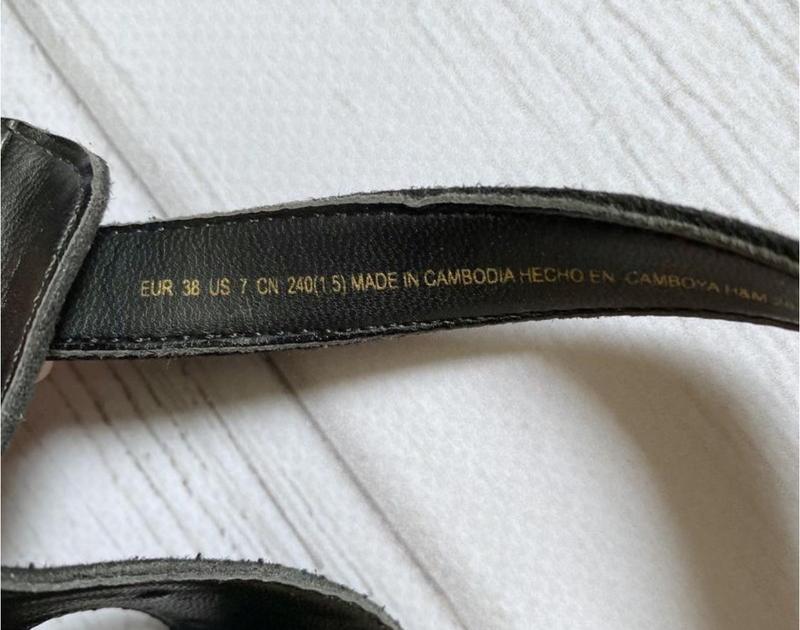 EUR 38 US 7 CN 240(1.5) MADE IN CAMBODIA HECHO EN CAMBOYA H&M